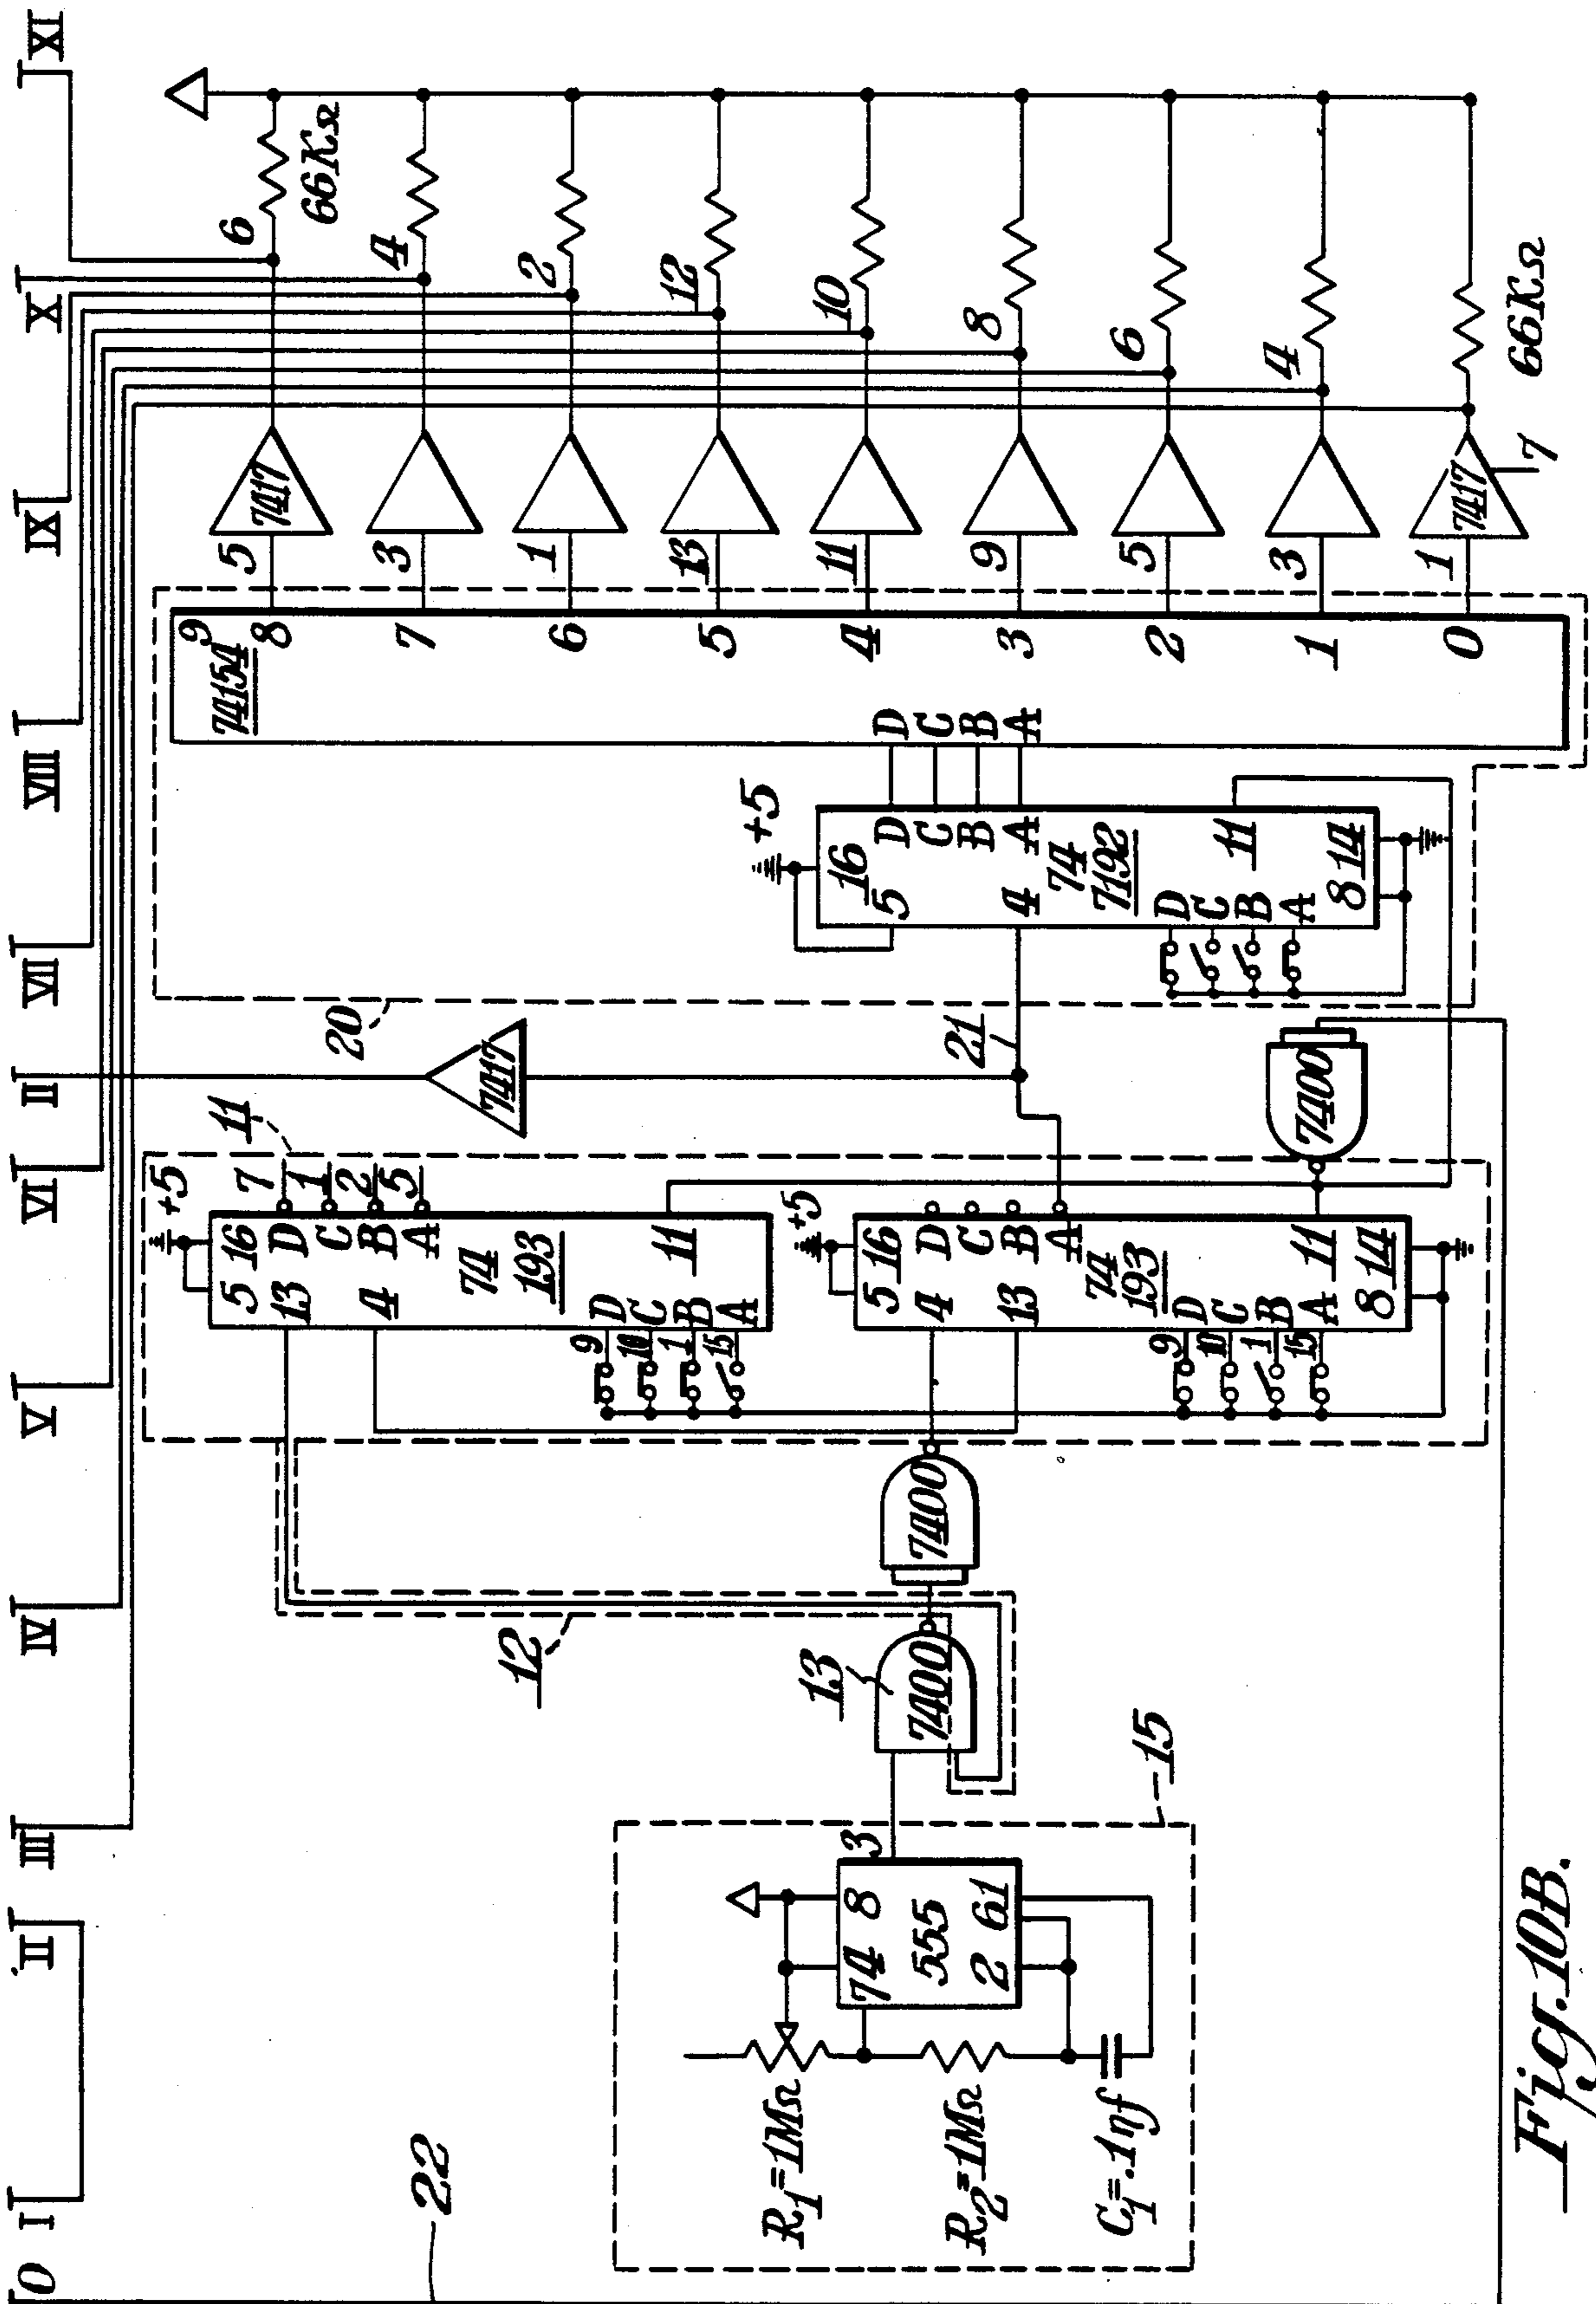 O I II III IV V VI II VII VIII IX X XI
22
15
R1=1MΩ
R2=1MΩ
C1=.1ηf
74 8 3
555
2 61
12
13
7400
7400
11
+5
5 16 7
13 D 1
C 2
4 B 5
A
74
193
11
9 D
10 C
1 B
15 A
+5
5 16
4 D
C
13 B
A
74
193
9 D
10 C
1 B
15 A
11
8 14
7417
20
21
7400
+5
16
5 D
C
B
4 A
74
7192
11
D
C
B
A
8 14
D
C
B
A
74154
9
8 5 7417 6
66KΩ
7 3 4
6 1 2
5 13 12
4 11 10
3 9 8
2 5 6
1 3 4
0 1 7417 7
66KΩ
Fig.10B.